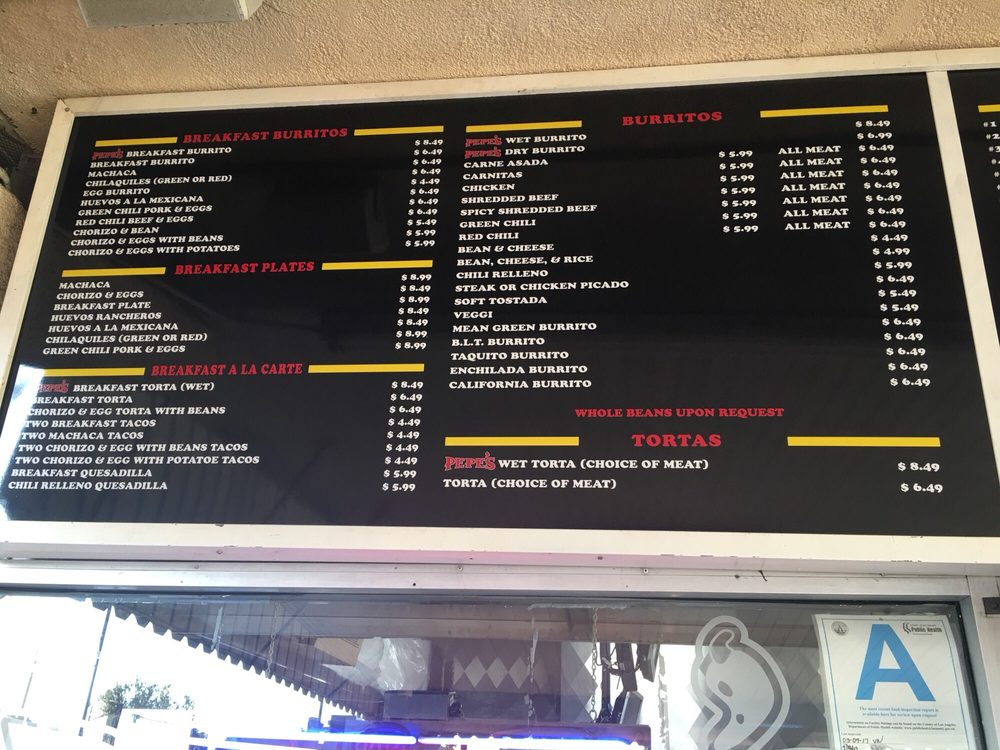 BREAKFAST BURRITOS
PEPE'S BREAKFAST BURRITO $ 8.49
BREAKFAST BURRITO $ 6.49
MACHACA $ 6.49
CHILAQUILES (GREEN OR RED) $ 6.49
EGG BURRITO $ 4.49
HUEVOS A LA MEXICANA $ 6.49
GREEN CHILI PORK & EGGS $ 6.49
RED CHILI BEEF & EGGS $ 6.49
CHORIZO & BEAN $ 5.49
CHORIZO & EGGS WITH BEANS $ 5.99
CHORIZO & EGGS WITH POTATOES $ 5.99
BREAKFAST PLATES
MACHACA $ 8.99
CHORIZO & EGGS $ 8.49
BREAKFAST PLATE $ 8.99
HUEVOS RANCHEROS $ 8.49
HUEVOS A LA MEXICANA $ 8.49
CHILAQUILES (GREEN OR RED) $ 8.99
GREEN CHILI PORK & EGGS $ 8.99
BREAKFAST A LA CARTE
PEPE'S BREAKFAST TORTA (WET) $ 8.49
BREAKFAST TORTA $ 6.49
CHORIZO & EGG TORTA WITH BEANS $ 6.49
TWO BREAKFAST TACOS $ 4.49
TWO MACHACA TACOS $ 4.49
TWO CHORIZO & EGG WITH BEANS TACOS $ 4.49
TWO CHORIZO & EGG WITH POTATOE TACOS $ 4.49
BREAKFAST QUESADILLA $ 5.99
CHILI RELLENO QUESADILLA $ 5.99
BURRITOS
PEPE'S WET BURRITO $ 8.49
PEPE'S DRY BURRITO $ 6.99
CARNE ASADA $ 5.99 ALL MEAT $ 6.49
CARNITAS $ 5.99 ALL MEAT $ 6.49
CHICKEN $ 5.99 ALL MEAT $ 6.49
SHREDDED BEEF $ 5.99 ALL MEAT $ 6.49
SPICY SHREDDED BEEF $ 5.99 ALL MEAT $ 6.49
GREEN CHILI $ 5.99 ALL MEAT $ 6.49
RED CHILI $ 5.99 ALL MEAT $ 6.49
BEAN & CHEESE $ 4.49
BEAN, CHEESE, & RICE $ 4.99
CHILI RELLENO $ 5.99
STEAK OR CHICKEN PICADO $ 6.49
SOFT TOSTADA $ 5.49
VEGGI $ 5.49
MEAN GREEN BURRITO $ 6.49
B.L.T. BURRITO $ 6.49
TAQUITO BURRITO $ 6.49
ENCHILADA BURRITO $ 6.49
CALIFORNIA BURRITO $ 6.49
WHOLE BEANS UPON REQUEST
TORTAS
PEPE'S WET TORTA (CHOICE OF MEAT) $ 8.49
TORTA (CHOICE OF MEAT) $ 6.49
#1
#2
Public Health
A